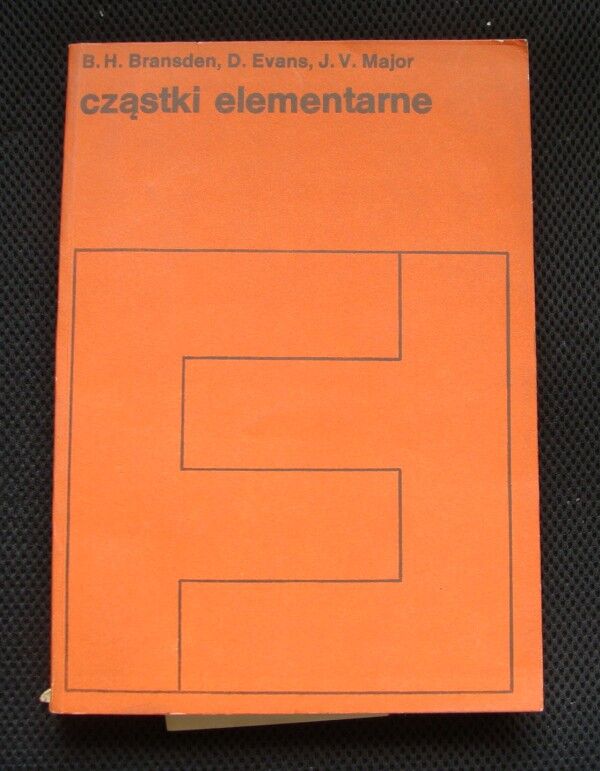 B. H. Bransden, D. Evans, J. V. Major
cząstki elementarne